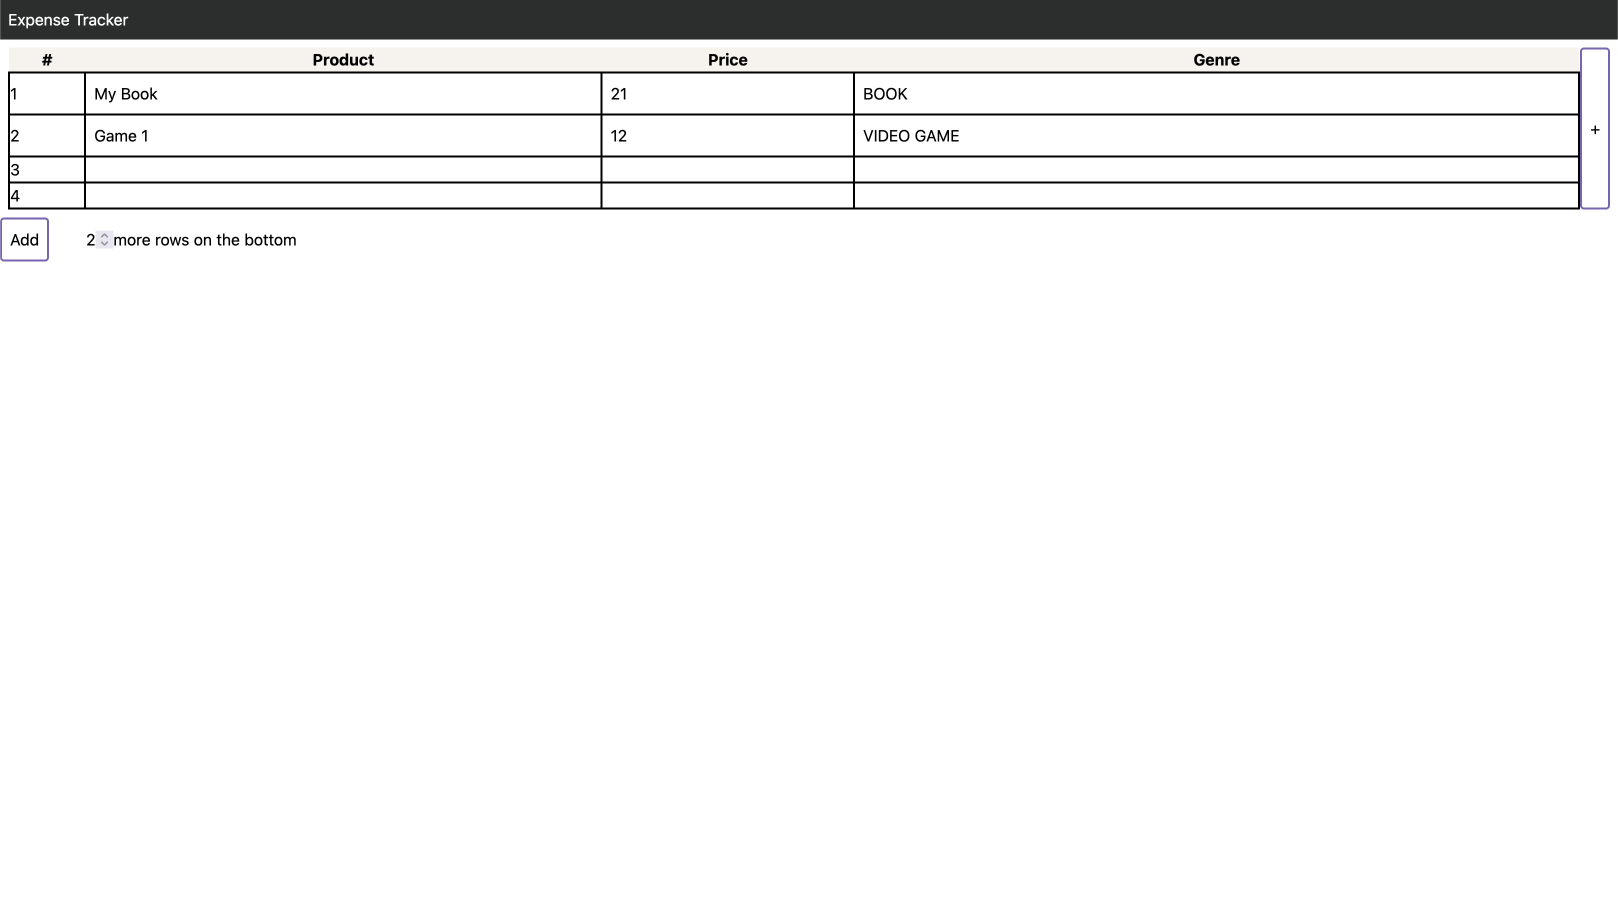 Expense Tracker
# Product Price Genre
1 My Book 21 BOOK
2 Game 1 12 VIDEO GAME
+
3
4
Add 2 more rows on the bottom